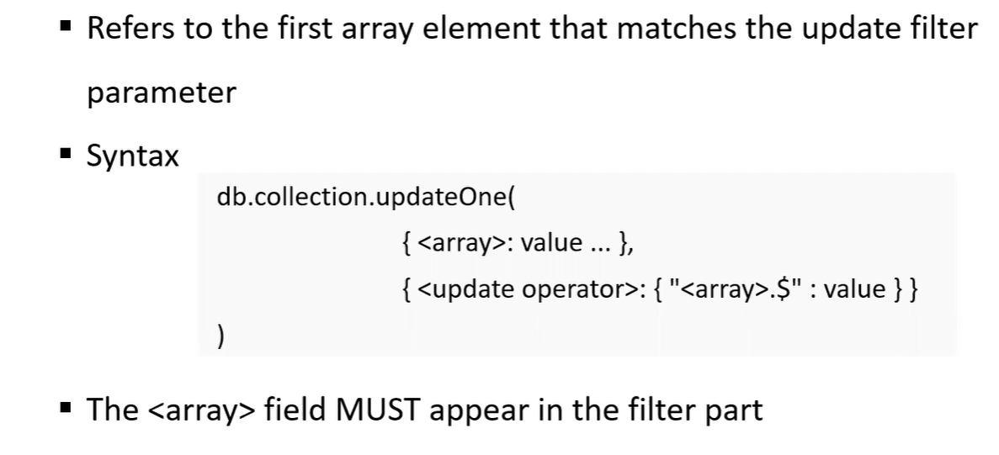 ▪ Refers to the first array element that matches the update filter
parameter
▪ Syntax
db.collection.updateOne(
{ <array>: value ... },
{ <update operator>: { "<array>.$" : value } }
)
▪ The <array> field MUST appear in the filter part